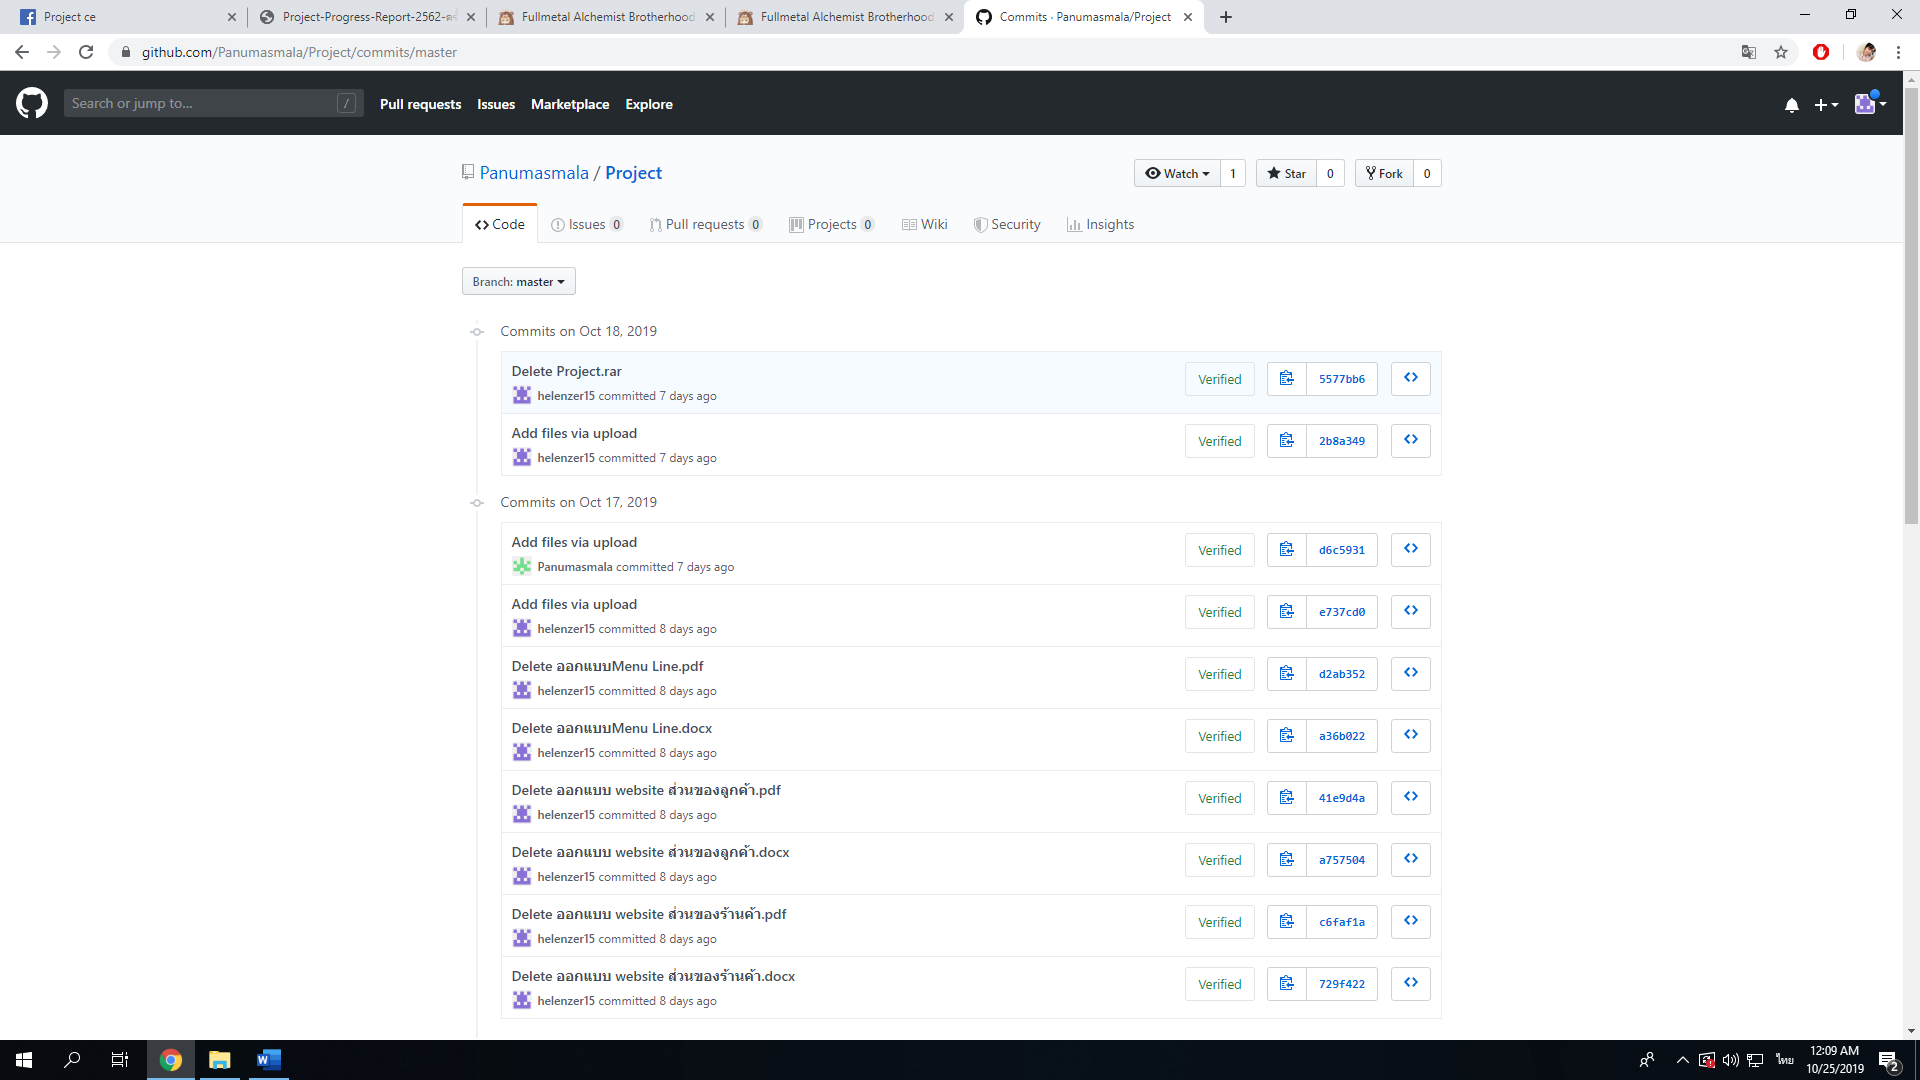 Project ce
Project-Progress-Report-2562-
Fullmetal Alchemist Brotherhood
Fullmetal Alchemist Brotherhood
Commits · Panumasmala/Project
github.com/Panumasmala/Project/commits/master
Search or jump to...
/
Pull requests
Issues
Marketplace
Explore
Panumasmala / Project
Watch 1
Star 0
Fork 0
Code
Issues 0
Pull requests 0
Projects 0
Wiki
Security
Insights
Branch: master
Commits on Oct 18, 2019
Delete Project.rar
helenzer15 committed 7 days ago
Verified
5577bb6
Add files via upload
helenzer15 committed 7 days ago
Verified
2b8a349
Commits on Oct 17, 2019
Add files via upload
Panumasmala committed 7 days ago
Verified
d6c5931
Add files via upload
helenzer15 committed 8 days ago
Verified
e737cd0
Delete ออกแบบMenu Line.pdf
helenzer15 committed 8 days ago
Verified
d2ab352
Delete ออกแบบMenu Line.docx
helenzer15 committed 8 days ago
Verified
a36b022
Delete ออกแบบ website ส่วนของลูกค้า.pdf
helenzer15 committed 8 days ago
Verified
41e9d4a
Delete ออกแบบ website ส่วนของลูกค้า.docx
helenzer15 committed 8 days ago
Verified
a757504
Delete ออกแบบ website ส่วนของร้านค้า.pdf
helenzer15 committed 8 days ago
Verified
c6faf1a
Delete ออกแบบ website ส่วนของร้านค้า.docx
helenzer15 committed 8 days ago
Verified
729f422
ไทย
12:09 AM
10/25/2019
2